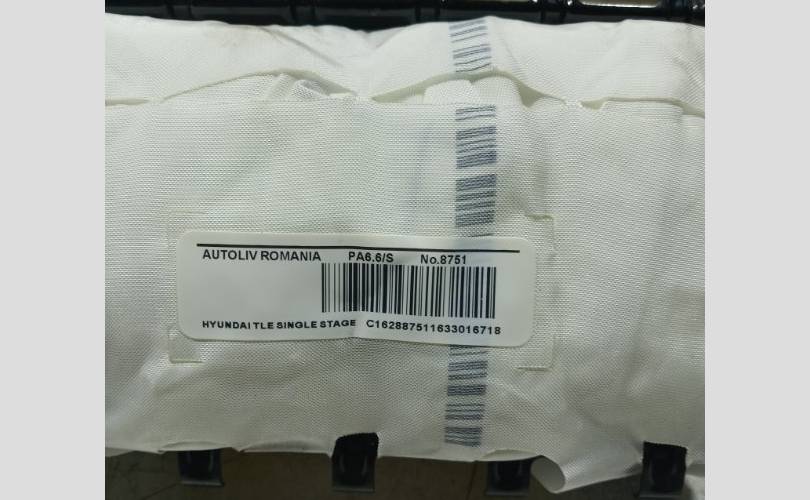 AUTOLIV ROMANIA PA6.6/S No.8751
HYUNDAI TLE SINGLE STAGE C162887511633016718